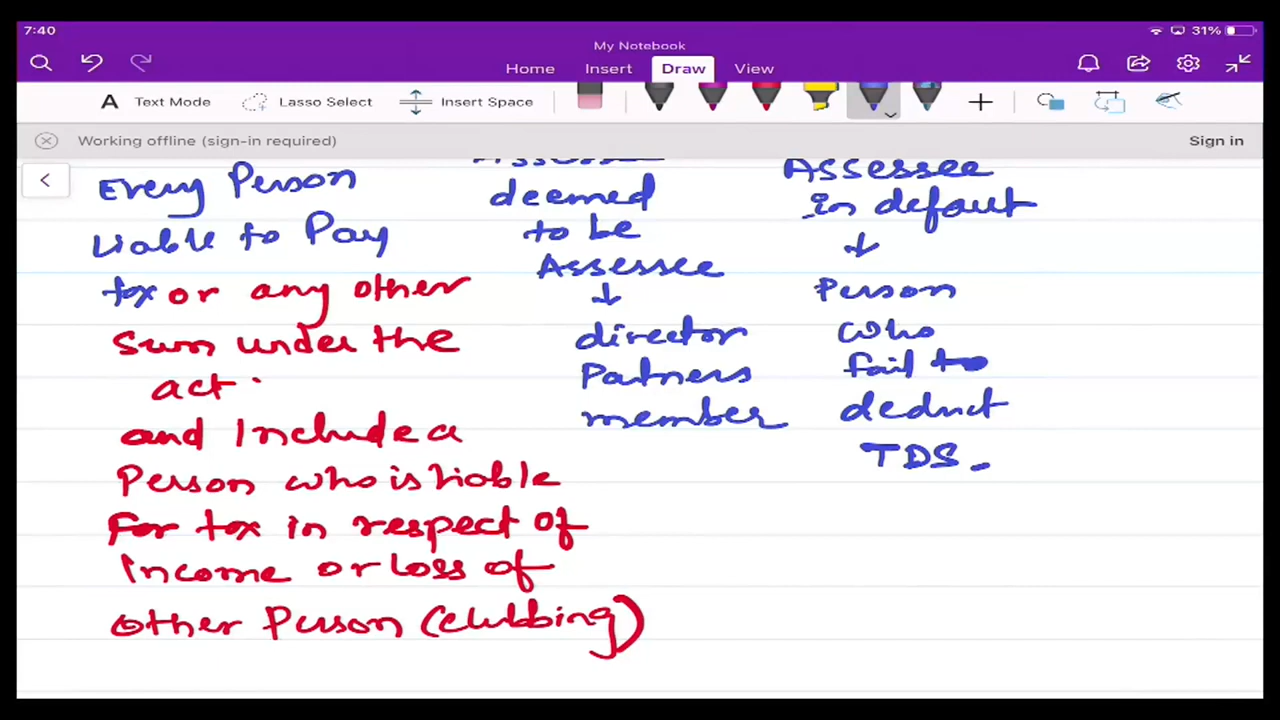 7:40
31%
My Notebook
Home Insert Draw View
Text Mode Lasso Select Insert Space
Working offline (sign-in required)
Sign in
Every Person
Liable to Pay
tax or any other
Sum under the
act.
and Include a
Person who is liable
For tax in respect of
Income or loss of
other Person (clubbing)
Assessee
deemed
to be
Assessee
↓
director
Partners
member
Assessee
in defaut
↓
Person
who
fail to
deduct
TDS.